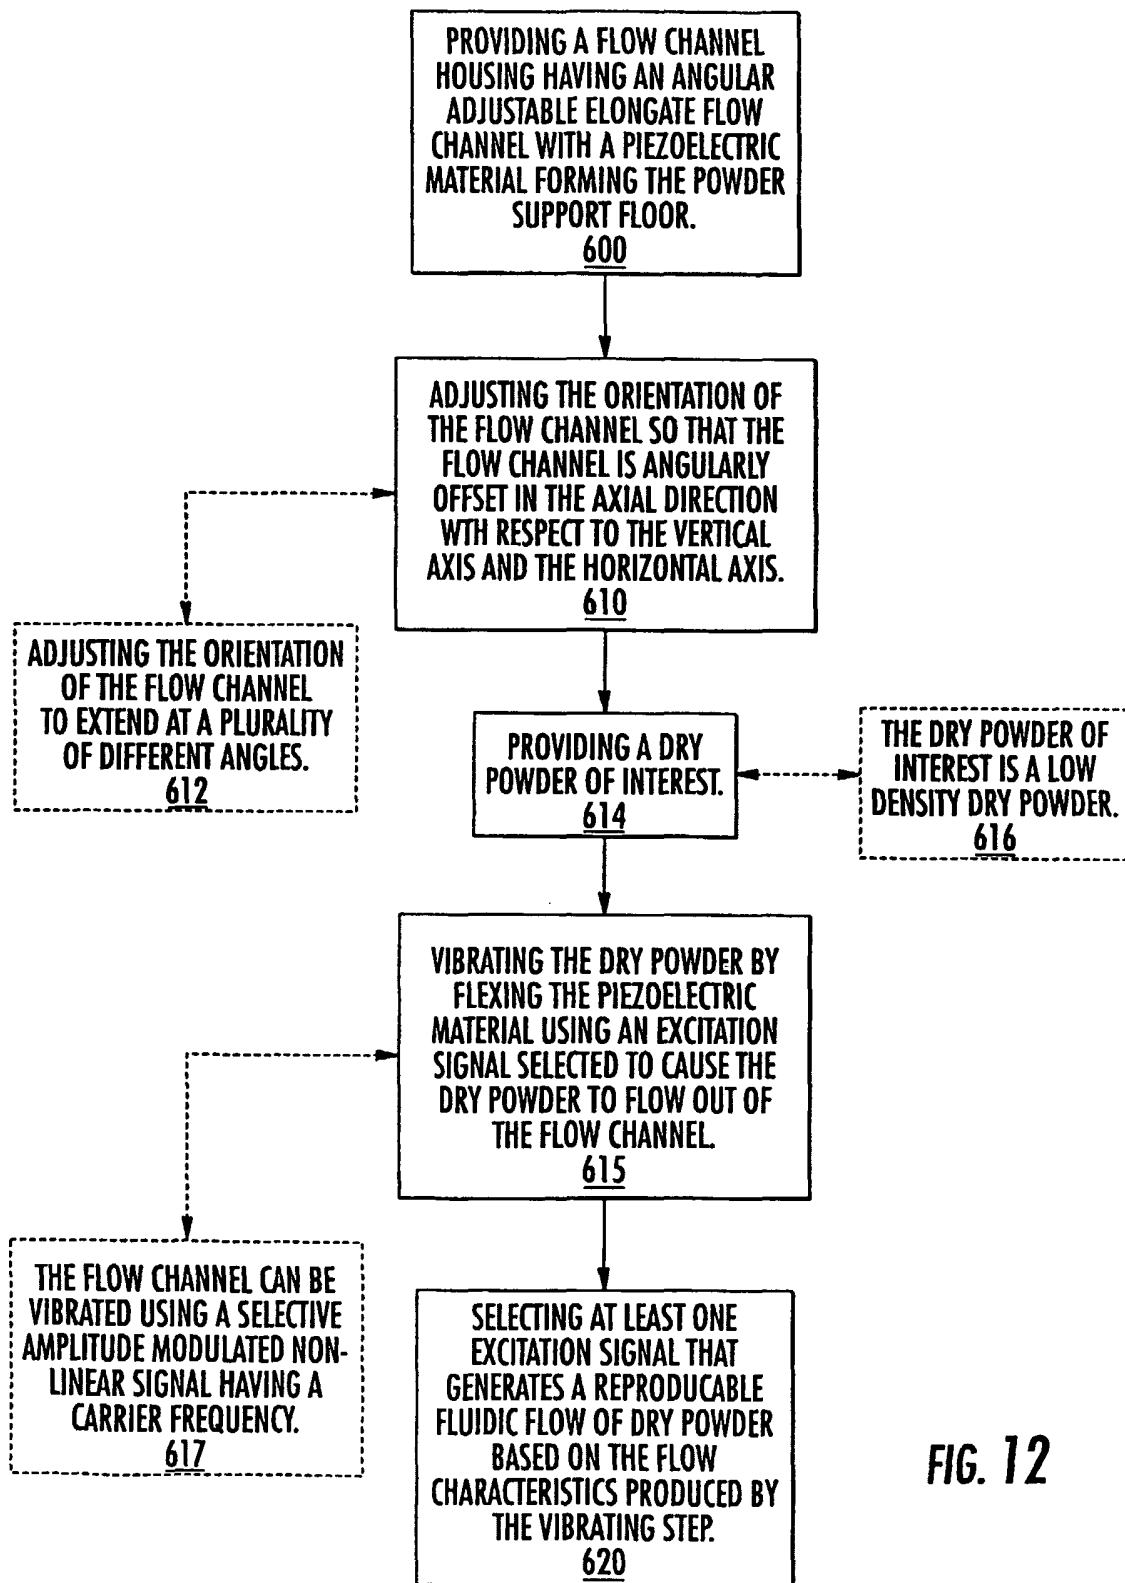 PROVIDING A FLOW CHANNEL
HOUSING HAVING AN ANGULAR
ADJUSTABLE ELONGATE FLOW
CHANNEL WITH A PIEZOELECTRIC
MATERIAL FORMING THE POWDER
SUPPORT FLOOR.
600
ADJUSTING THE ORIENTATION OF
THE FLOW CHANNEL SO THAT THE
FLOW CHANNEL IS ANGULARLY
OFFSET IN THE AXIAL DIRECTION
WTH RESPECT TO THE VERTICAL
AXIS AND THE HORIZONTAL AXIS.
610
ADJUSTING THE ORIENTATION
OF THE FLOW CHANNEL
TO EXTEND AT A PLURALITY
OF DIFFERENT ANGLES.
612
PROVIDING A DRY
POWDER OF INTEREST.
614
THE DRY POWDER OF
INTEREST IS A LOW
DENSITY DRY POWDER.
616
VIBRATING THE DRY POWDER BY
FLEXING THE PIEZOELECTRIC
MATERIAL USING AN EXCITATION
SIGNAL SELECTED TO CAUSE THE
DRY POWDER TO FLOW OUT OF
THE FLOW CHANNEL.
615
THE FLOW CHANNEL CAN BE
VIBRATED USING A SELECTIVE
AMPLITUDE MODULATED NON-
LINEAR SIGNAL HAVING A
CARRIER FREQUENCY.
617
SELECTING AT LEAST ONE
EXCITATION SIGNAL THAT
GENERATES A REPRODUCABLE
FLUIDIC FLOW OF DRY POWDER
BASED ON THE FLOW
CHARACTERISTICS PRODUCED BY
THE VIBRATING STEP.
620
FIG. 12